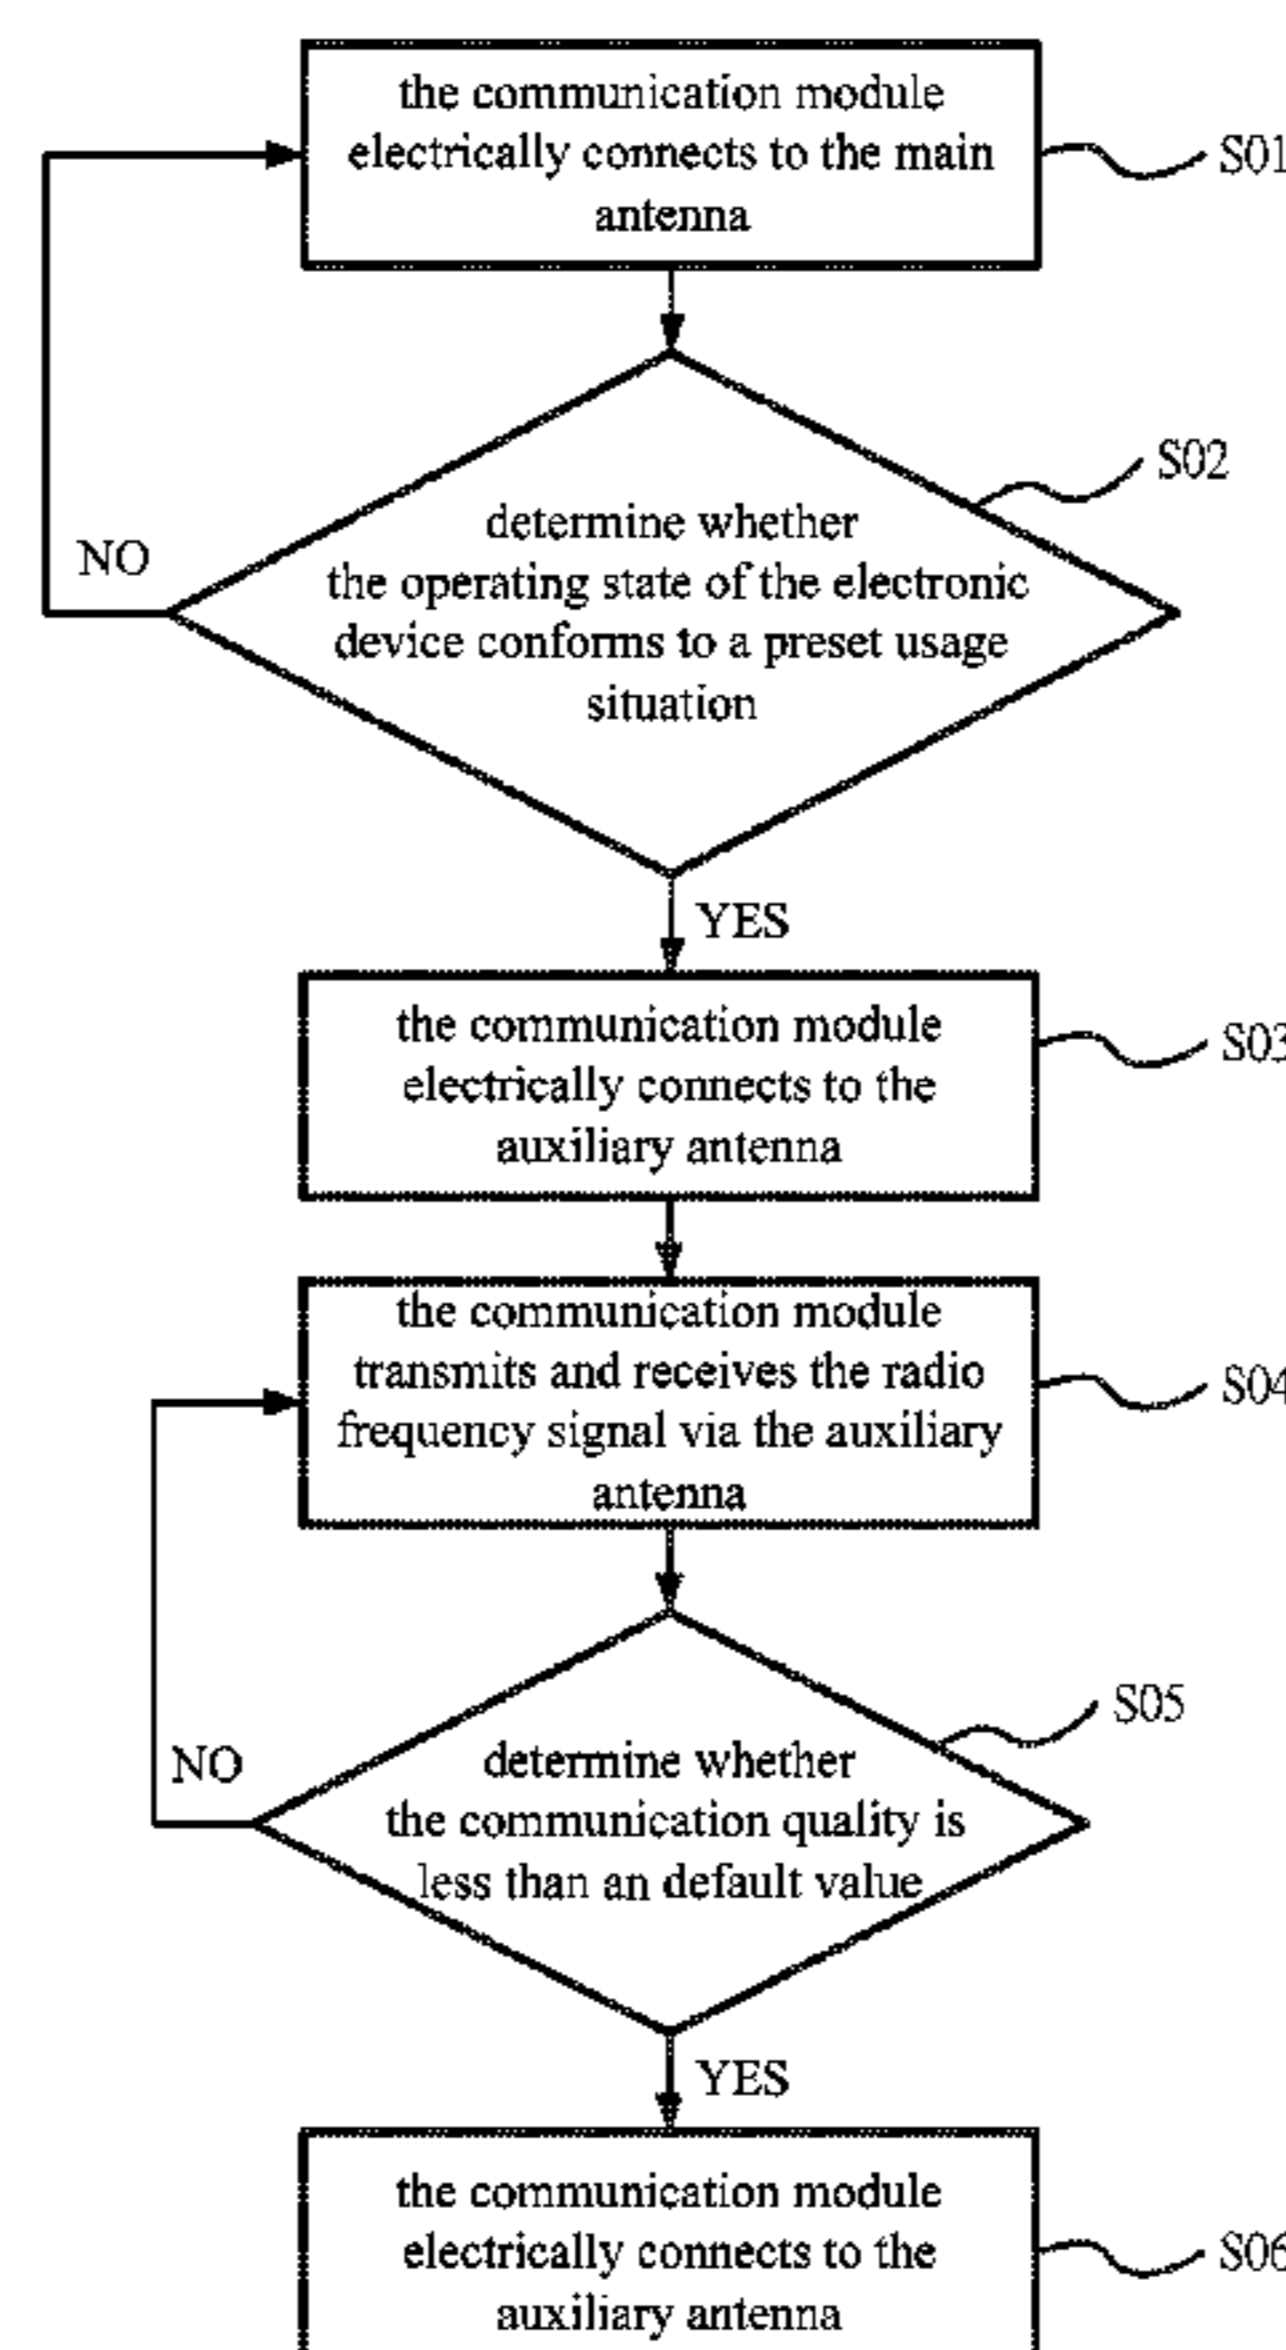 the communication module
electrically connects to the main
antenna
S01
S02
determine whether
the operating state of the electronic
device conforms to a preset usage
situation
NO
YES
the communication module
electrically connects to the
auxiliary antenna
S03
the communication module
transmits and receives the radio
frequency signal via the auxiliary
antenna
S04
S05
determine whether
the communication quality is
less than an default value
NO
YES
the communication module
electrically connects to the
auxiliary antenna
S06